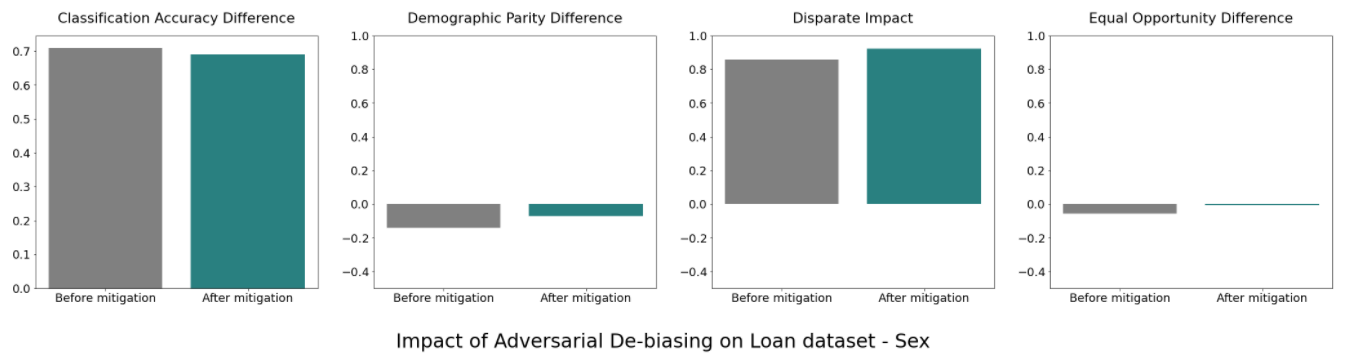 Classification Accuracy Difference
0.7
0.6
0.5
0.4
0.3
0.2
0.1
0.0
Before mitigation
After mitigation
Demographic Parity Difference
1.0
0.8
0.6
0.4
0.2
0.0
−0.2
−0.4
Before mitigation
After mitigation
Disparate Impact
1.0
0.8
0.6
0.4
0.2
0.0
−0.2
−0.4
Before mitigation
After mitigation
Equal Opportunity Difference
1.0
0.8
0.6
0.4
0.2
0.0
−0.2
−0.4
Before mitigation
After mitigation
Impact of Adversarial De-biasing on Loan dataset - Sex